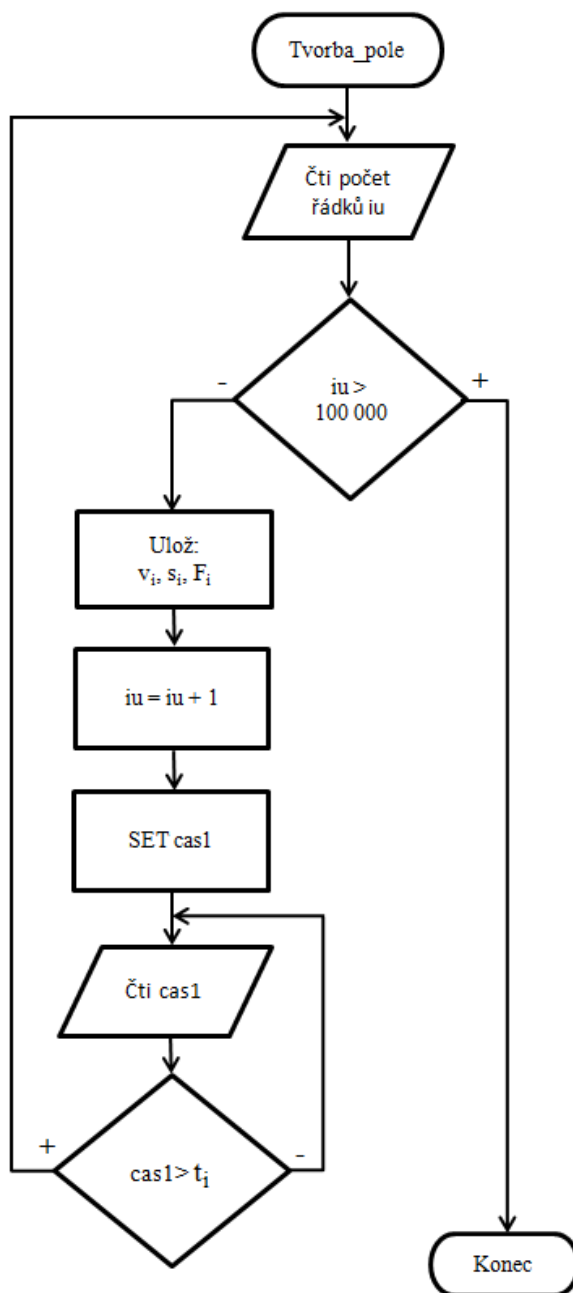 Tvorba_pole
Čti počet
řádků iu
iu >
100 000
-
+
Ulož:
vᵢ, sᵢ, Fᵢ
iu = iu + 1
SET cas1
Čti cas1
+
-
cas1> tᵢ
Konec